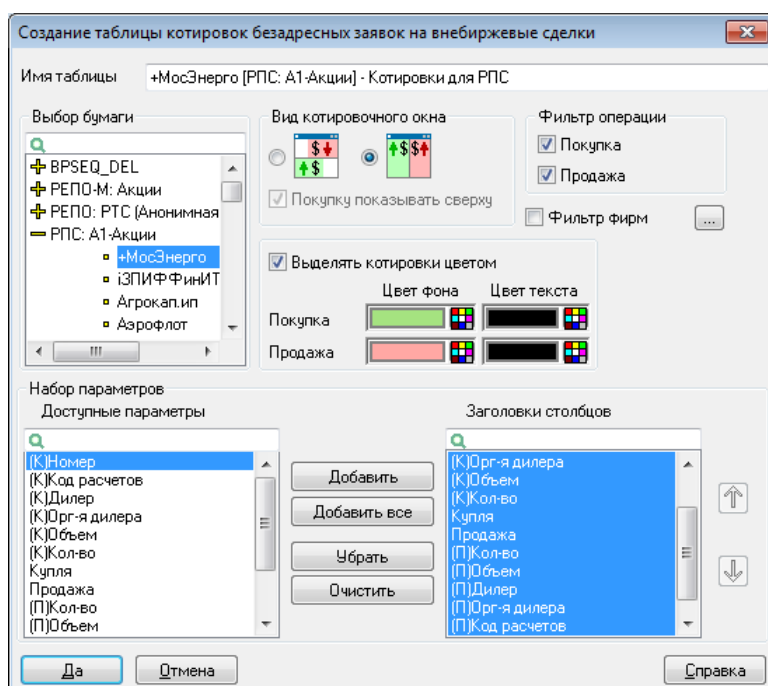 Создание таблицы котировок безадресных заявок на внебиржевые сделки
Имя таблицы
+МосЭнерго [РПС: А1-Акции] - Котировки для РПС
Выбор бумаги
BPSEQ_DEL
РЕПО-М: Акции
РЕПО: РТС (Анонимная
РПС: А1-Акции
+МосЭнерго
iЗПИФФинИТ
Агрокап.ип
Аэрофлот
Вид котировочного окна
Покупку показывать сверху
Фильтр операции
Покупка
Продажа
Фильтр фирм
...
Выделять котировки цветом
Цвет фона Цвет текста
Покупка
Продажа
Набор параметров
Доступные параметры
(К)Номер
(К)Код расчетов
(К)Дилер
(К)Орг-я дилера
(К)Объем
(К)Кол-во
Купля
Продажа
(П)Кол-во
(П)Объем
Добавить
Добавить все
Убрать
Очистить
Заголовки столбцов
(К)Орг-я дилера
(К)Объем
(К)Кол-во
Купля
Продажа
(П)Кол-во
(П)Объем
(П)Дилер
(П)Орг-я дилера
(П)Код расчетов
Да
Отмена
Справка